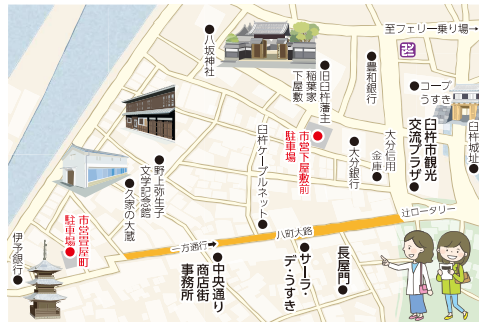 至フェリー乗り場→
八坂神社
豊和銀行
コープ
うすき
旧臼杵藩主
稲葉家
下屋敷
臼杵城址
市営下屋敷前
駐車場
大分銀行
大分信用
金庫
臼杵市観光
交流プラザ
臼杵ケーブルネット
野上弥生子
文学記念館
久家の大蔵
市営畳屋町
駐車場
伊予銀行
辻ロータリー
八町大路
一方通行→
中央通り
商店街
事務所
サーラ・
デ・うすき
長屋門